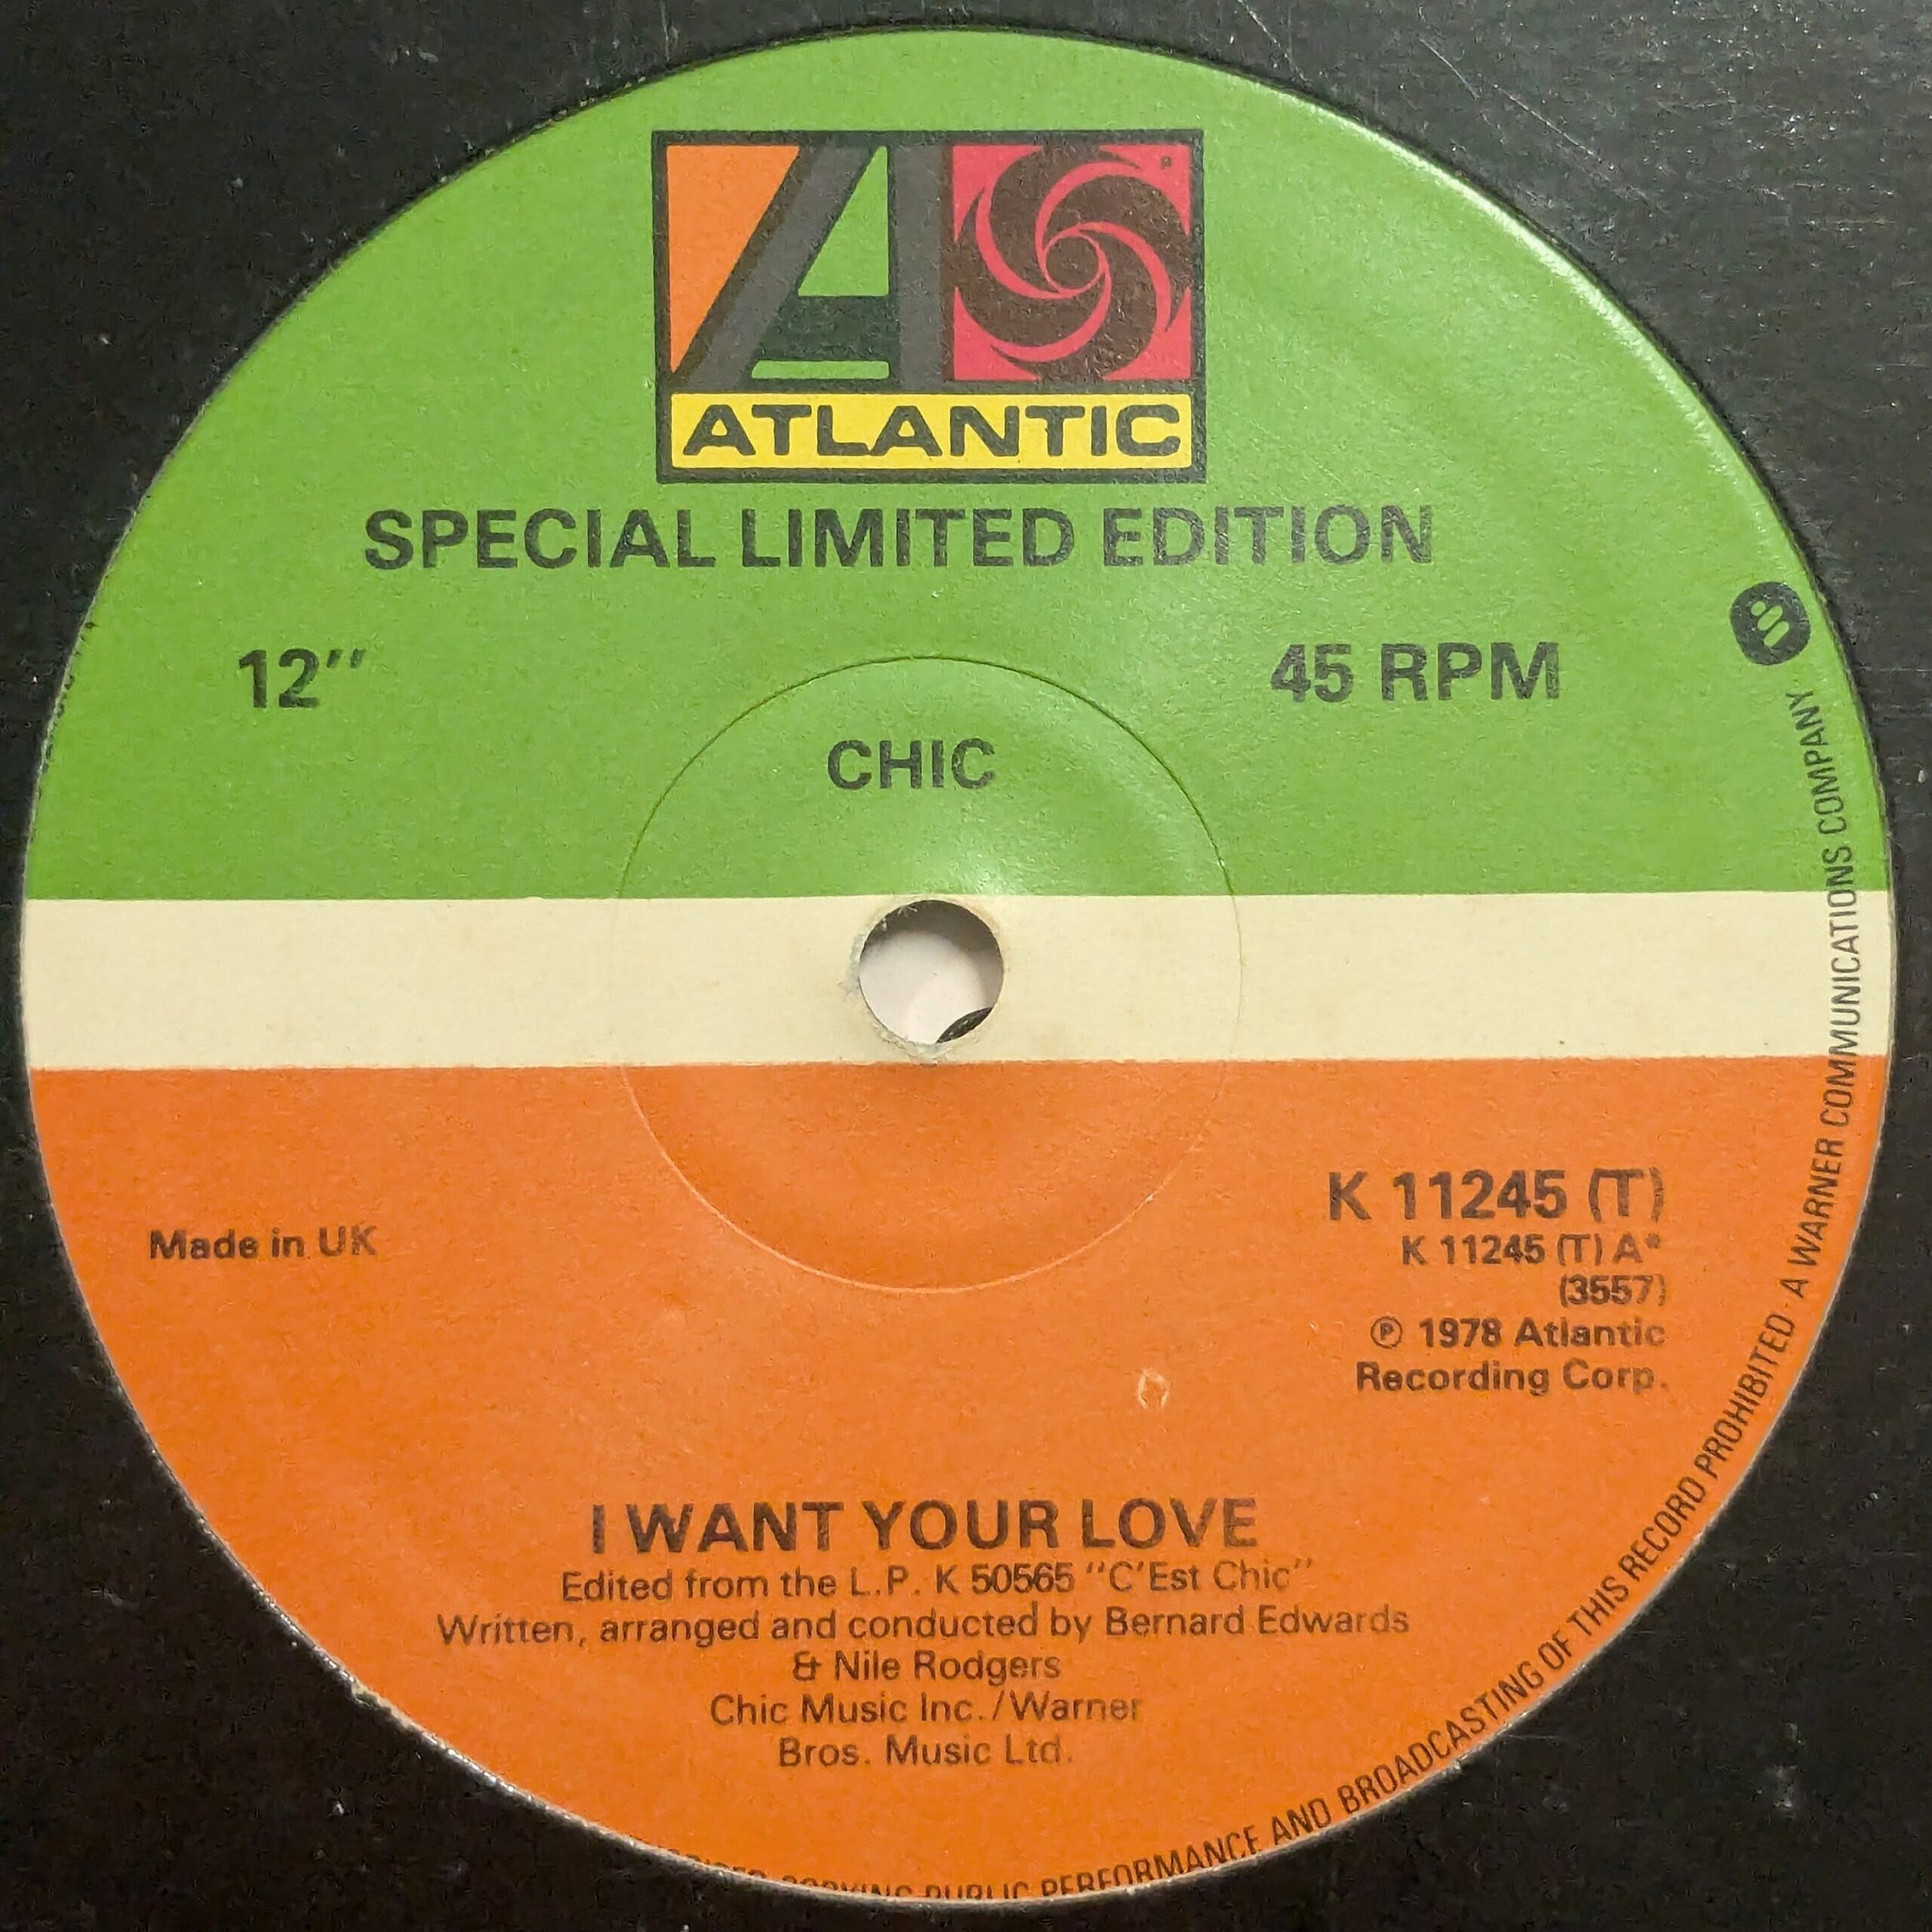 ATLANTIC
SPECIAL LIMITED EDITION
12" 45 RPM
CHIC
Made in UK
K 11245 (T)
K 11245 (T) A*
(3557)
℗ 1978 Atlantic
Recording Corp.
I WANT YOUR LOVE
Edited from the L.P. K 50565 "C'Est Chic"
Written, arranged and conducted by Bernard Edwards
& Nile Rodgers
Chic Music Inc./Warner
Bros. Music Ltd.
PUBLIC PERFORMANCE AND BROADCASTING OF THIS RECORD PROHIBITED · A WARNER COMMUNICATIONS COMPANY